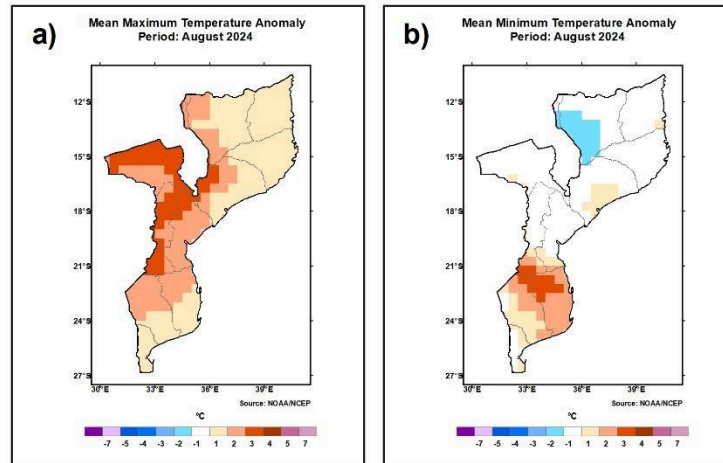 a)
Mean Maximum Temperature Anomaly
Period: August 2024
12°S
15°S
18°S
21°S
24°S
27°S
30°E 33°E 36°E 39°E
Source: NOAA/NCEP
°C
-7 -5 -4 -3 -2 -1 1 2 3 4 5 7
b)
Mean Minimum Temperature Anomaly
Period: August 2024
12°S
15°S
18°S
21°S
24°S
27°S
30°E 33°E 36°E 39°E
Source: NOAA/NCEP
°C
-7 -5 -4 -3 -2 -1 1 2 3 4 5 7